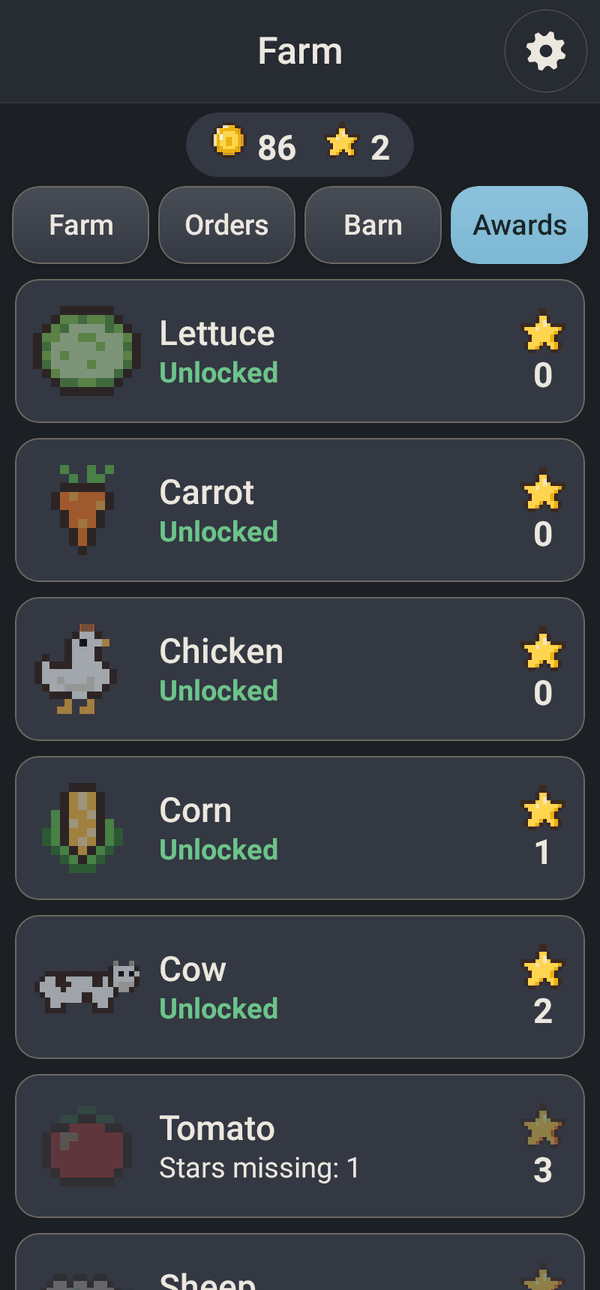 Farm
86 2
Farm Orders Barn Awards
Lettuce
Unlocked
0
Carrot
Unlocked
0
Chicken
Unlocked
0
Corn
Unlocked
1
Cow
Unlocked
2
Tomato
Stars missing: 1
3
Sheep